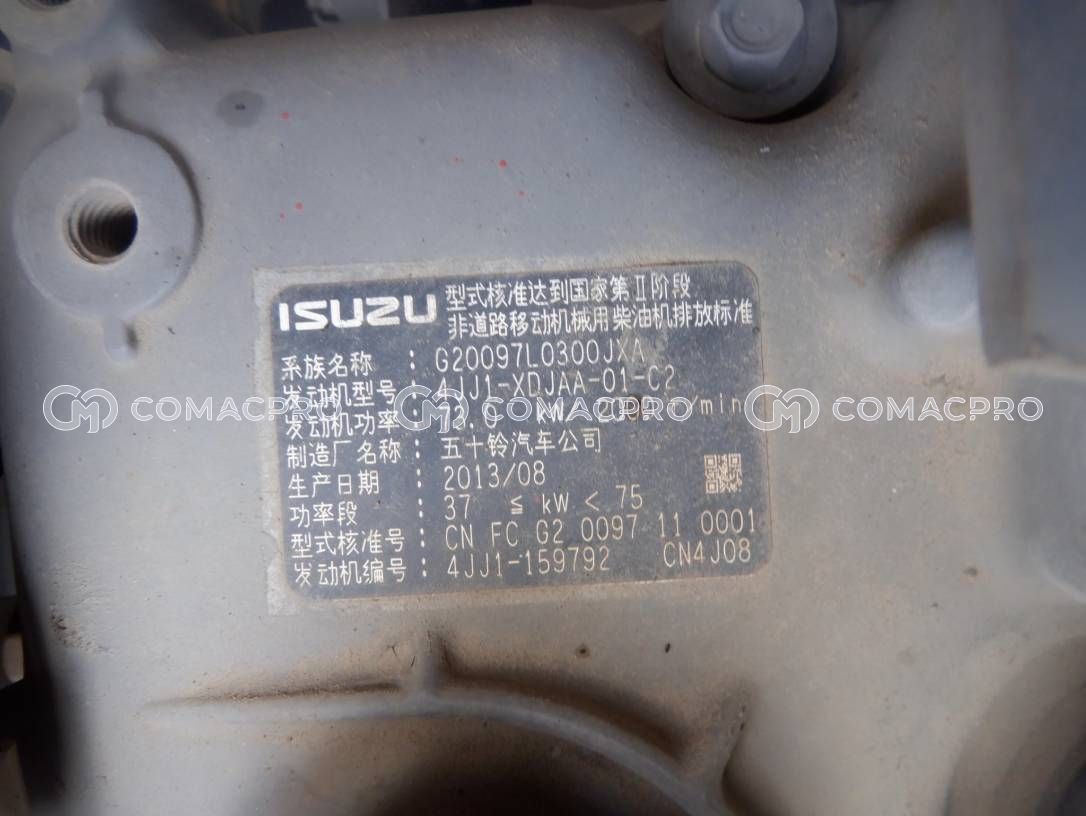 ISUZU
型式核准达到国家第Ⅱ阶段
非道路移动机械用柴油机排放标准
系族名称 : G20097L0300JXA
发动机型号 : 4JJ1-XDJAA-01-C2
发动机功率 : kW/ /min
制造厂名称 : 五十铃汽车公司
生产日期 : 2013/08
功率段 : 37 ≤ kW < 75
型式核准号 : CN FC G2 0097 11 0001
发动机编号 : 4JJ1-159792 CN4J08
COMACPRO COMACPRO COMACPRO